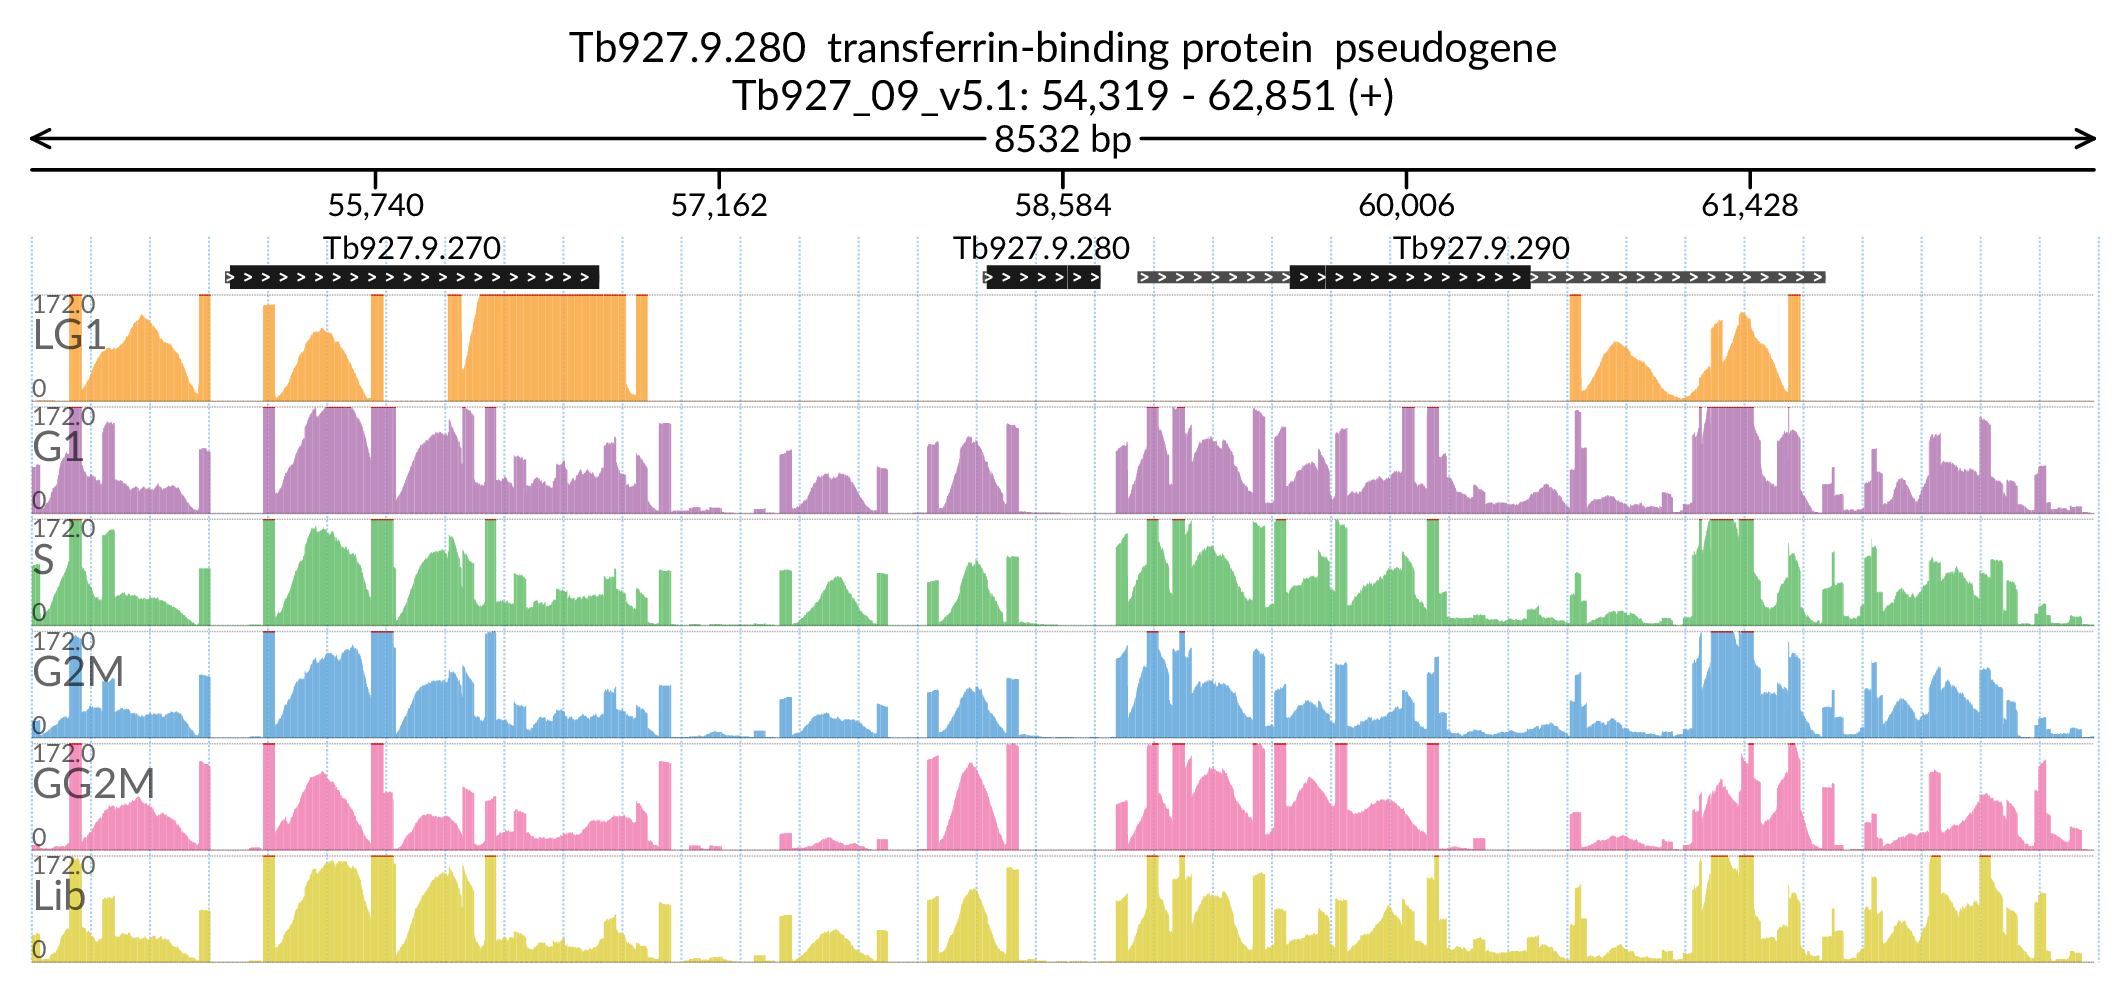 Tb927.9.280 transferrin-binding protein pseudogene
Tb927_09_v5.1: 54,319 - 62,851 (+)
8532 bp
55,740 57,162 58,584 60,006 61,428
Tb927.9.270 Tb927.9.280 Tb927.9.290
172.0
LG1
0
172.0
G1
0
172.0
S
0
172.0
G2M
0
172.0
GG2M
0
172.0
Lib
0